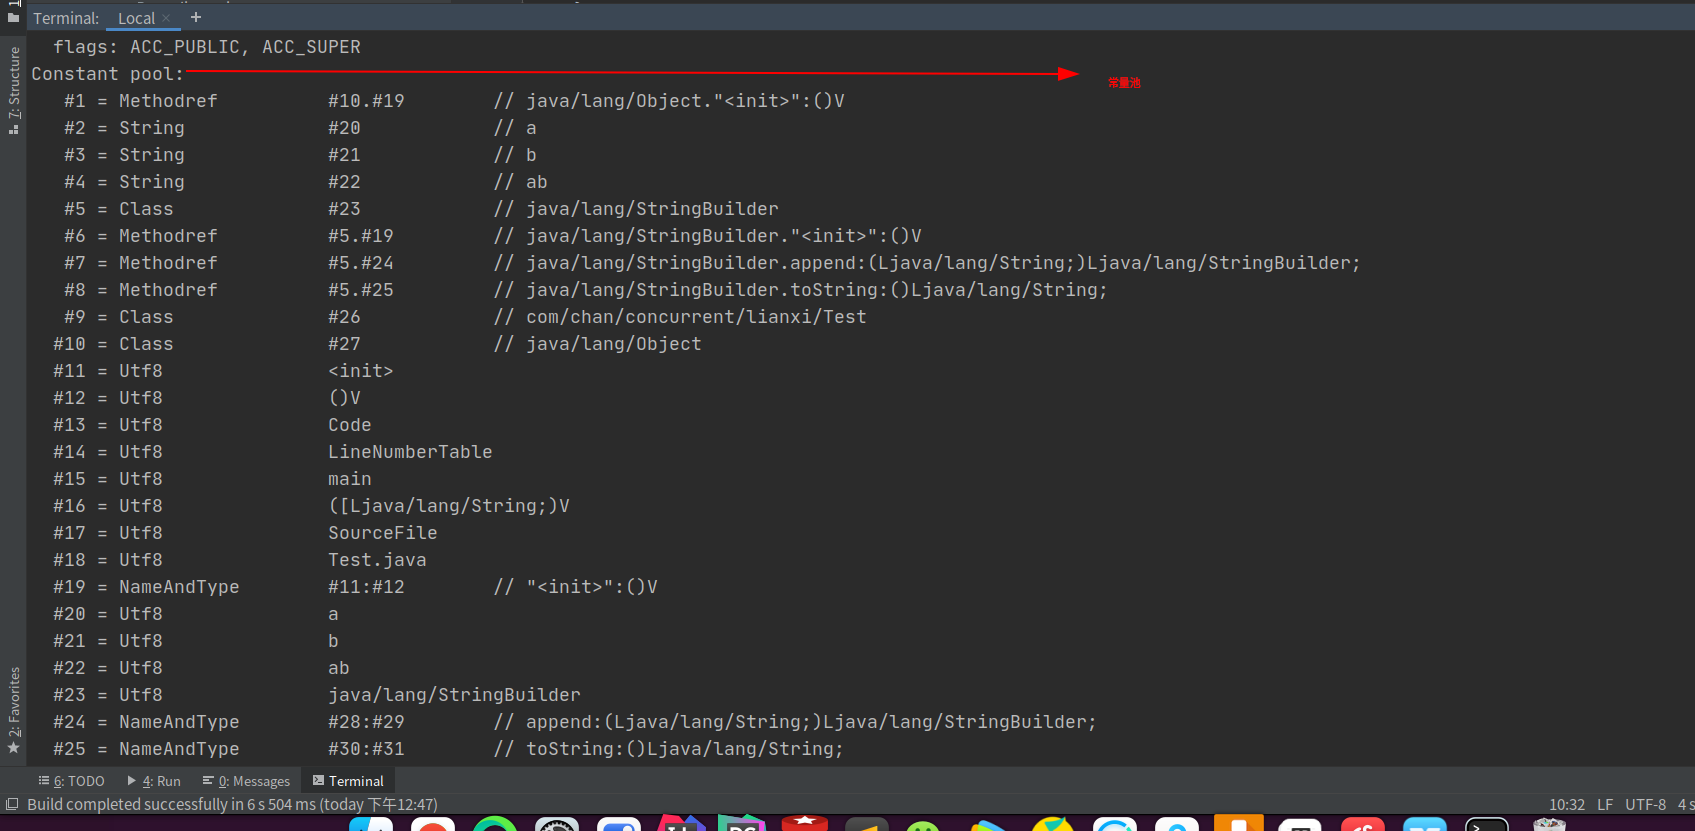 Terminal: Local × +
flags: ACC_PUBLIC, ACC_SUPER
Constant pool:
常量池
#1 = Methodref #10.#19 // java/lang/Object."<init>":()V
#2 = String #20 // a
#3 = String #21 // b
#4 = String #22 // ab
#5 = Class #23 // java/lang/StringBuilder
#6 = Methodref #5.#19 // java/lang/StringBuilder."<init>":()V
#7 = Methodref #5.#24 // java/lang/StringBuilder.append:(Ljava/lang/String;)Ljava/lang/StringBuilder;
#8 = Methodref #5.#25 // java/lang/StringBuilder.toString:()Ljava/lang/String;
#9 = Class #26 // com/chan/concurrent/lianxi/Test
#10 = Class #27 // java/lang/Object
#11 = Utf8 <init>
#12 = Utf8 ()V
#13 = Utf8 Code
#14 = Utf8 LineNumberTable
#15 = Utf8 main
#16 = Utf8 ([Ljava/lang/String;)V
#17 = Utf8 SourceFile
#18 = Utf8 Test.java
#19 = NameAndType #11:#12 // "<init>":()V
#20 = Utf8 a
#21 = Utf8 b
#22 = Utf8 ab
#23 = Utf8 java/lang/StringBuilder
#24 = NameAndType #28:#29 // append:(Ljava/lang/String;)Ljava/lang/StringBuilder;
#25 = NameAndType #30:#31 // toString:()Ljava/lang/String;
7: Structure
2: Favorites
6: TODO 4: Run 0: Messages Terminal
Build completed successfully in 6 s 504 ms (today 下午12:47) 10:32 LF UTF-8 4 s